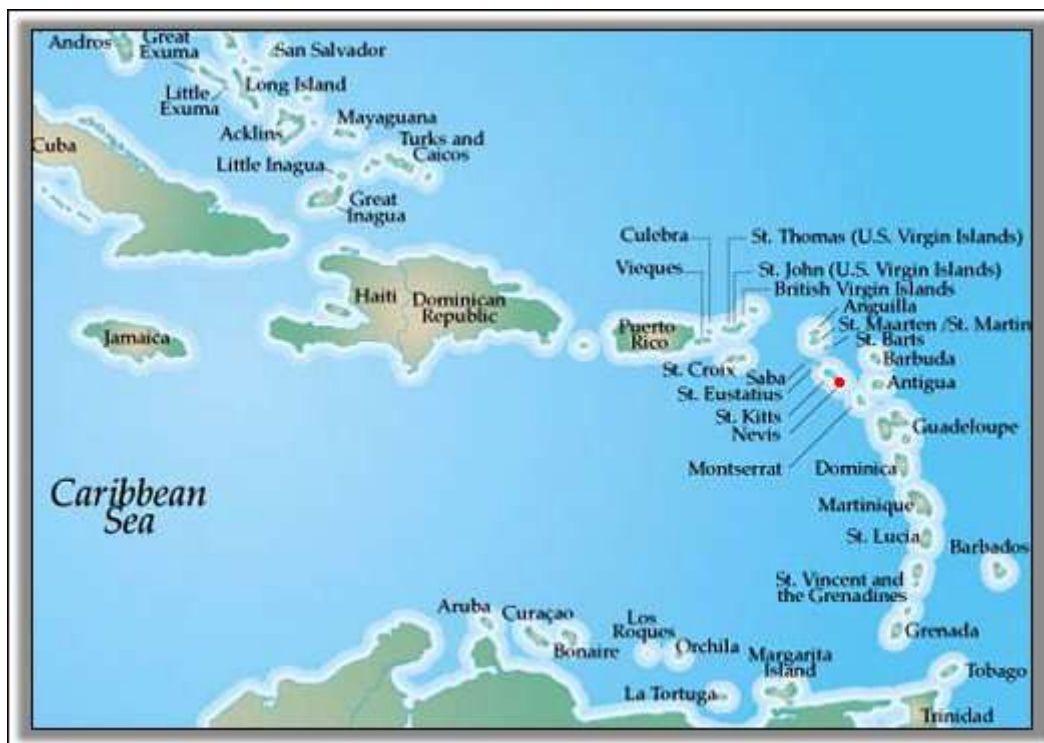 Andros
Great
Exuma
San Salvador
Little
Exuma
Long Island
Acklins
Mayaguana
Cuba
Turks and
Caicos
Little Inagua
Great
Inagua
Culebra
St. Thomas (U.S. Virgin Islands)
Vieques
St. John (U.S. Virgin Islands)
British Virgin Islands
Haiti
Dominican
Republic
Anguilla
Jamaica
Puerto
Rico
St. Maarten /St. Martin
St. Barts
St. Croix
Saba
Barbuda
St. Eustatius
Antigua
St. Kitts
Nevis
Guadeloupe
Montserrat
Dominica
Caribbean
Sea
Martinique
St. Lucia
Barbados
St. Vincent and
the Grenadines
Aruba
Curaçao
Bonaire
Los
Roques
Orchila
Grenada
Margarita
Island
La Tortuga
Tobago
Trinidad